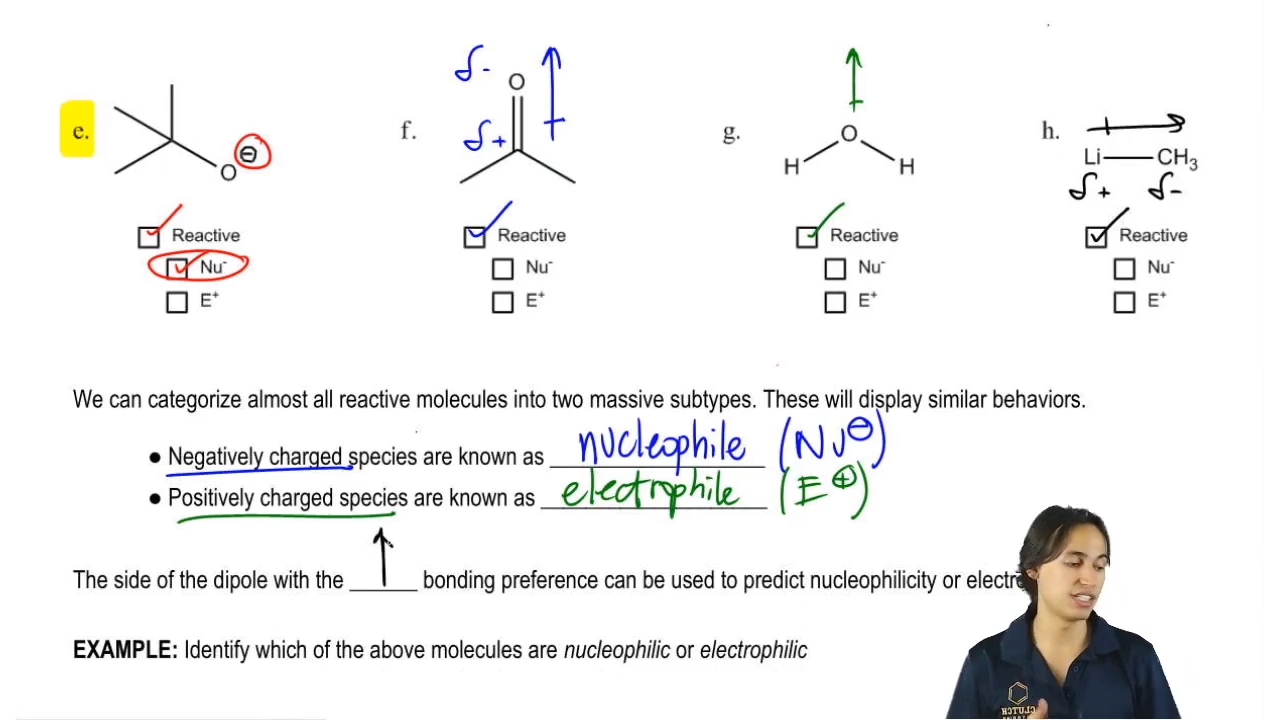 δ-
O
δ+
e.
⊖
O
f.
g.
O
H
H
h.
Li
CH3
δ+
δ-
Reactive
Nu-
E+
Reactive
Nu-
E+
Reactive
Nu-
E+
Reactive
Nu-
E+
We can categorize almost all reactive molecules into two massive subtypes. These will display similar behaviors.
● Negatively charged species are known as nucleophile (Nu⊖)
● Positively charged species are known as electrophile (E⊕)
The side of the dipole with the ↑ bonding preference can be used to predict nucleophilicity or
EXAMPLE: Identify which of the above molecules are nucleophilic or electrophilic